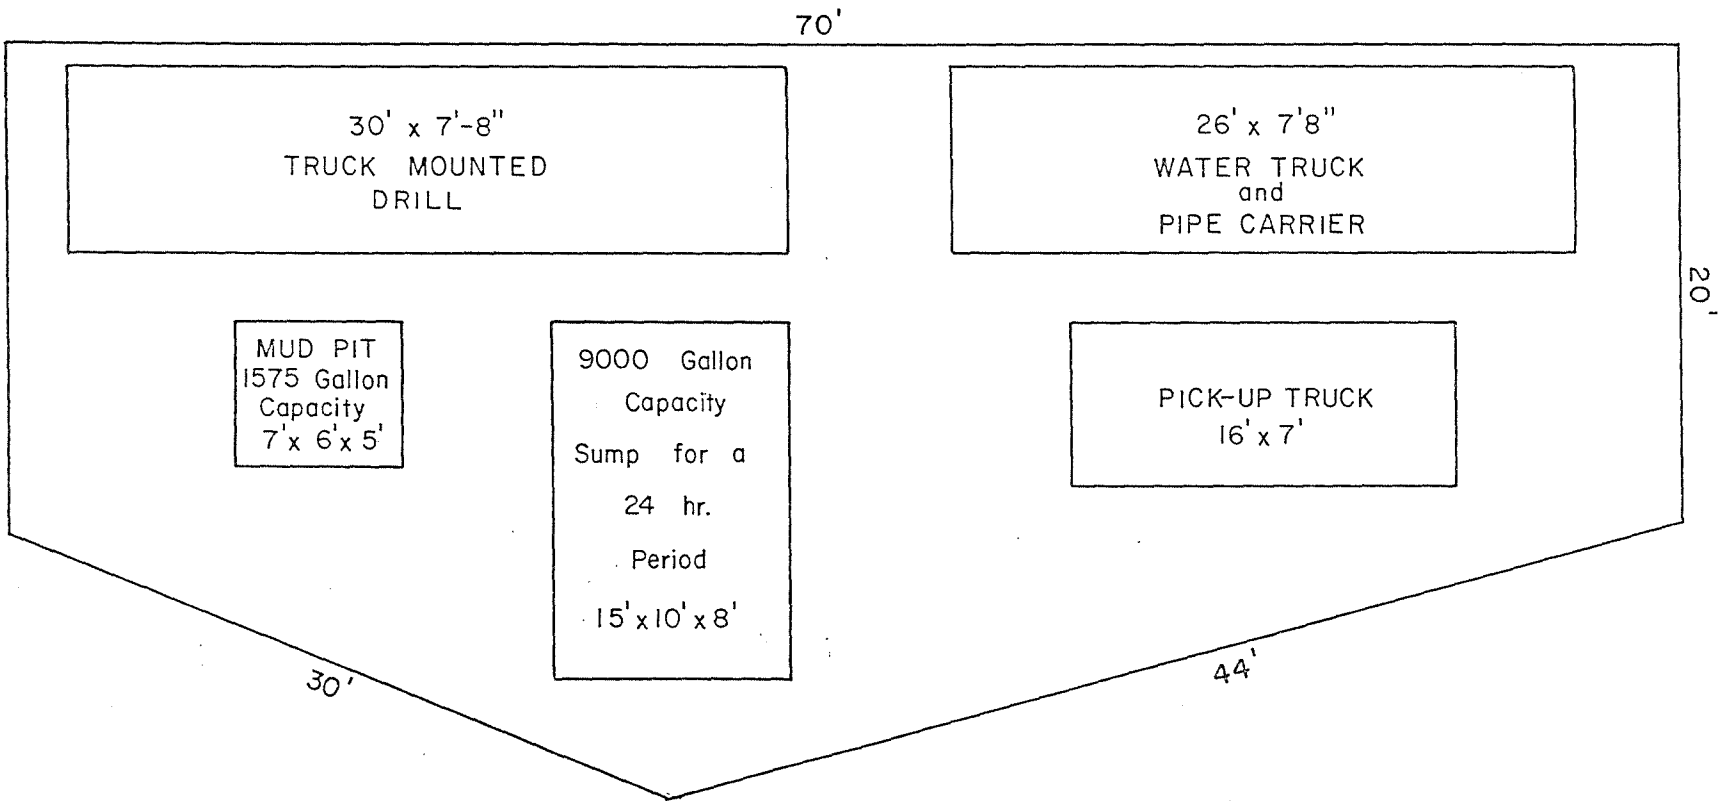 70'
30' x 7'-8"
TRUCK MOUNTED
DRILL
26' x 7'8"
WATER TRUCK
and
PIPE CARRIER
20'
MUD PIT
1575 Gallon
Capacity
7' x 6' x 5'
9000 Gallon
Capacity
Sump for a
24 hr.
Period
15' x 10' x 8'
PICK-UP TRUCK
16' x 7'
30'
44'